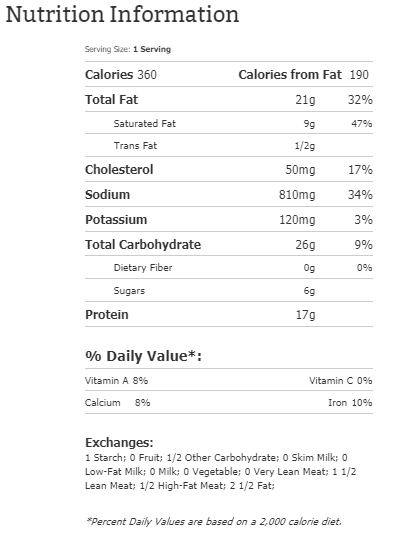 Nutrition Information
Serving Size: 1 Serving
Calories 360 Calories from Fat 190
Total Fat 21g 32%
Saturated Fat 9g 47%
Trans Fat 1/2g
Cholesterol 50mg 17%
Sodium 810mg 34%
Potassium 120mg 3%
Total Carbohydrate 26g 9%
Dietary Fiber 0g 0%
Sugars 6g
Protein 17g
% Daily Value*:
Vitamin A 8% Vitamin C 0%
Calcium 8% Iron 10%
Exchanges:
1 Starch; 0 Fruit; 1/2 Other Carbohydrate; 0 Skim Milk; 0
Low-Fat Milk; 0 Milk; 0 Vegetable; 0 Very Lean Meat; 1 1/2
Lean Meat; 1/2 High-Fat Meat; 2 1/2 Fat;
*Percent Daily Values are based on a 2,000 calorie diet.